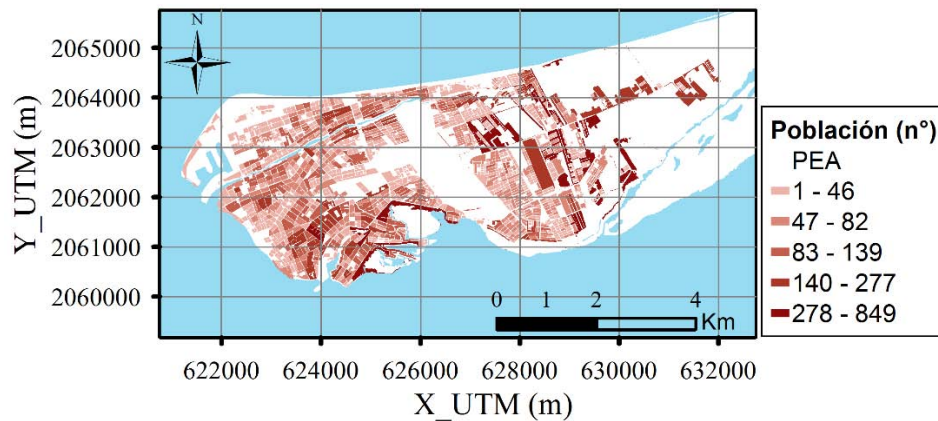 N
2065000
2064000
2063000
2062000
2061000
2060000
Y_UTM (m)
0 1 2 4
Km
622000 624000 626000 628000 630000 632000
X_UTM (m)
Población (n°)
PEA
1 - 46
47 - 82
83 - 139
140 - 277
278 - 849